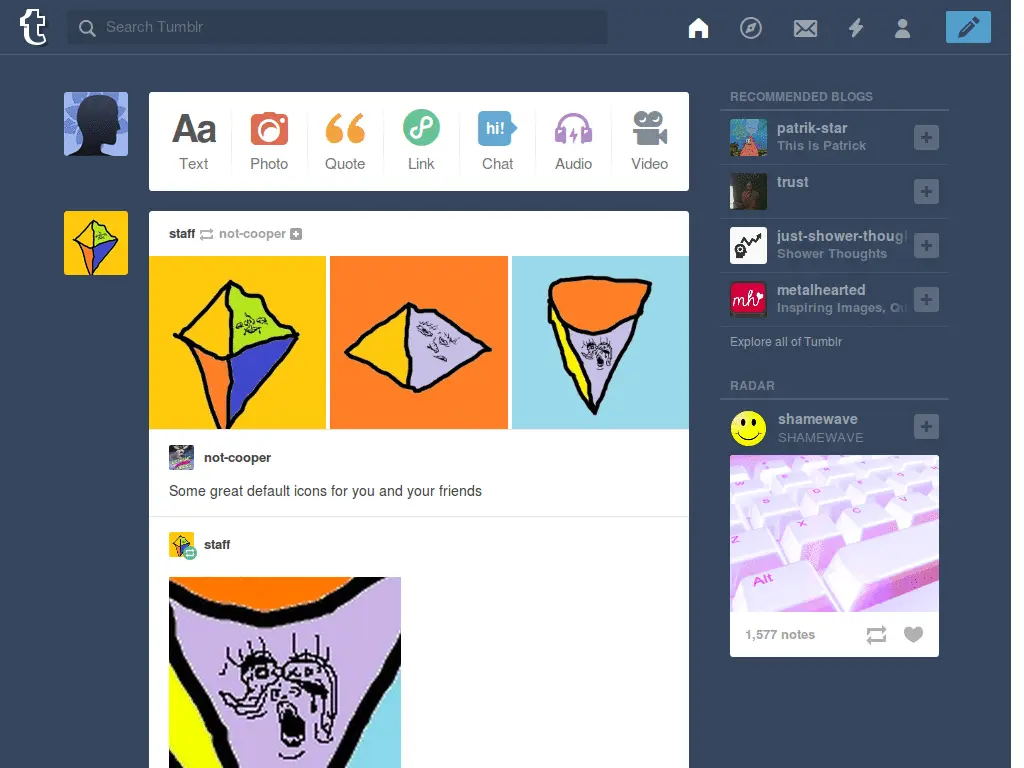 t
Search Tumblr
Aa
hi!
Text
Photo
Quote
Link
Chat
Audio
Video
staff not-cooper
not-cooper
Some great default icons for you and your friends
staff
RECOMMENDED BLOGS
patrik-star
This Is Patrick
trust
just-shower-thoug
Shower Thoughts
mh
metalhearted
Inspiring Images, Qu
Explore all of Tumblr
RADAR
shamewave
SHAMEWAVE
X
C
V
Z
Alt
1,577 notes